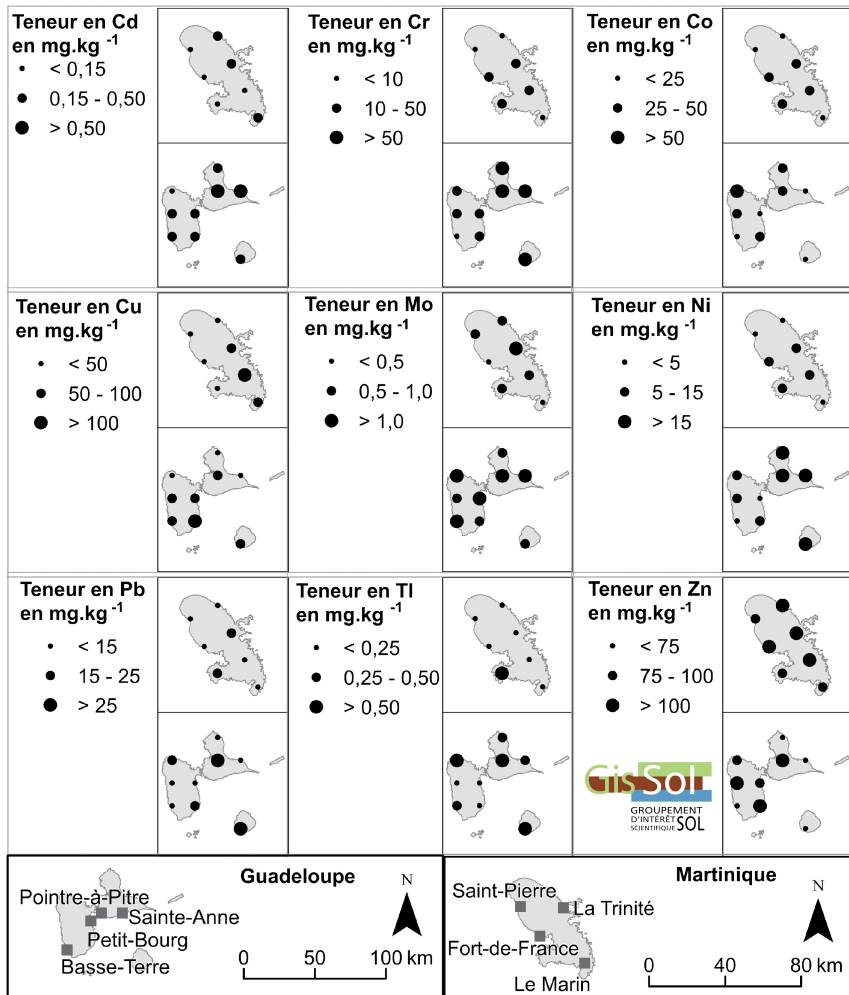 Teneur en Cd
en mg.kg -1
< 0,15
0,15 - 0,50
> 0,50
Teneur en Cr
en mg.kg -1
< 10
10 - 50
> 50
Teneur en Co
en mg.kg -1
< 25
25 - 50
> 50
Teneur en Cu
en mg.kg -1
< 50
50 - 100
> 100
Teneur en Mo
en mg.kg -1
< 0,5
0,5 - 1,0
> 1,0
Teneur en Ni
en mg.kg -1
< 5
5 - 15
> 15
Teneur en Pb
en mg.kg -1
< 15
15 - 25
> 25
Teneur en Tl
en mg.kg -1
< 0,25
0,25 - 0,50
> 0,50
Teneur en Zn
en mg.kg -1
< 75
75 - 100
> 100
GisSol
GROUPEMENT
D'INTÉRÊT
SCIENTIFIQUE SOL
Guadeloupe
N
Pointre-à-Pitre
Sainte-Anne
Petit-Bourg
Basse-Terre
0 50 100 km
Martinique
N
Saint-Pierre
La Trinité
Fort-de-France
Le Marin
0 40 80 km